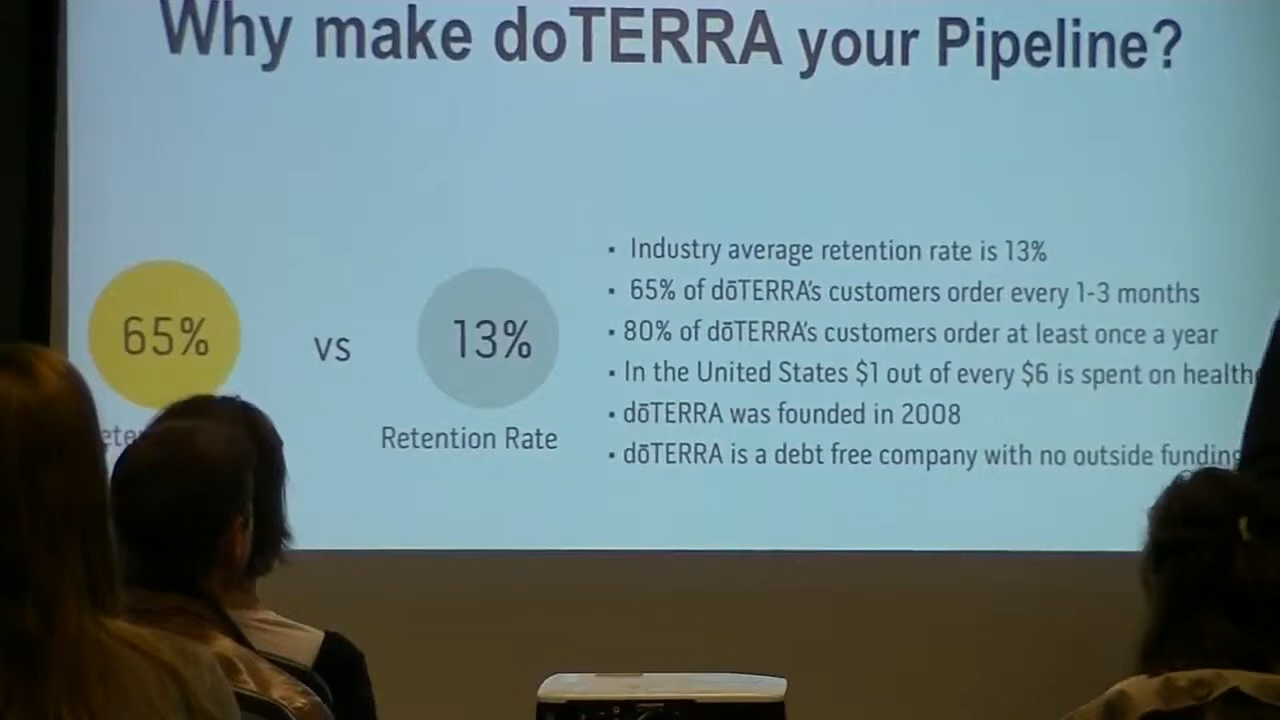 Why make doTERRA your Pipeline?
65%
vs
13%
Retention Rate
▪ Industry average retention rate is 13%
▪ 65% of dōTERRA's customers order every 1-3 months
▪ 80% of dōTERRA's customers order at least once a year
▪ In the United States $1 out of every $6 is spent on health
▪ dōTERRA was founded in 2008
▪ dōTERRA is a debt free company with no outside funding